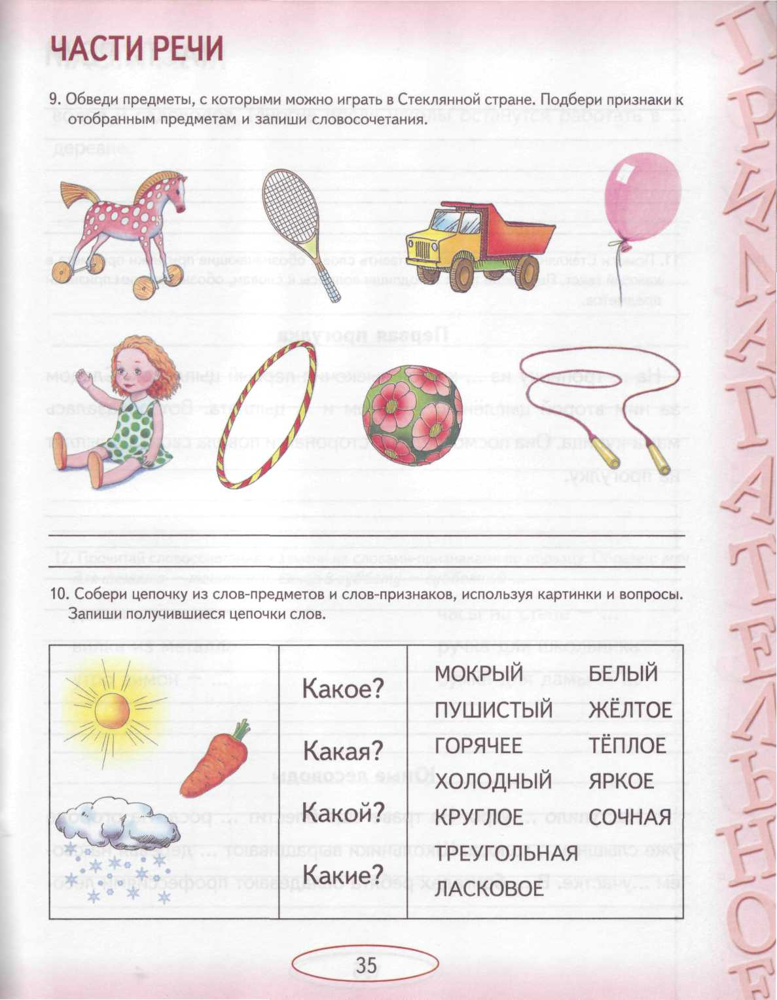 ЧАСТИ РЕЧИ
9. Обведи предметы, с которыми можно играть в Стеклянной стране. Подбери признаки к
отобранным предметам и запиши словосочетания.
10. Собери цепочку из слов-предметов и слов-признаков, используя картинки и вопросы.
Запиши получившиеся цепочки слов.
Какое?
Какая?
Какой?
Какие?
МОКРЫЙ БЕЛЫЙ
ПУШИСТЫЙ ЖЁЛТОЕ
ГОРЯЧЕЕ ТЁПЛОЕ
ХОЛОДНЫЙ ЯРКОЕ
КРУГЛОЕ СОЧНАЯ
ТРЕУГОЛЬНАЯ
ЛАСКОВОЕ
35
ПРИЛАГАТЕЛЬНОЕ